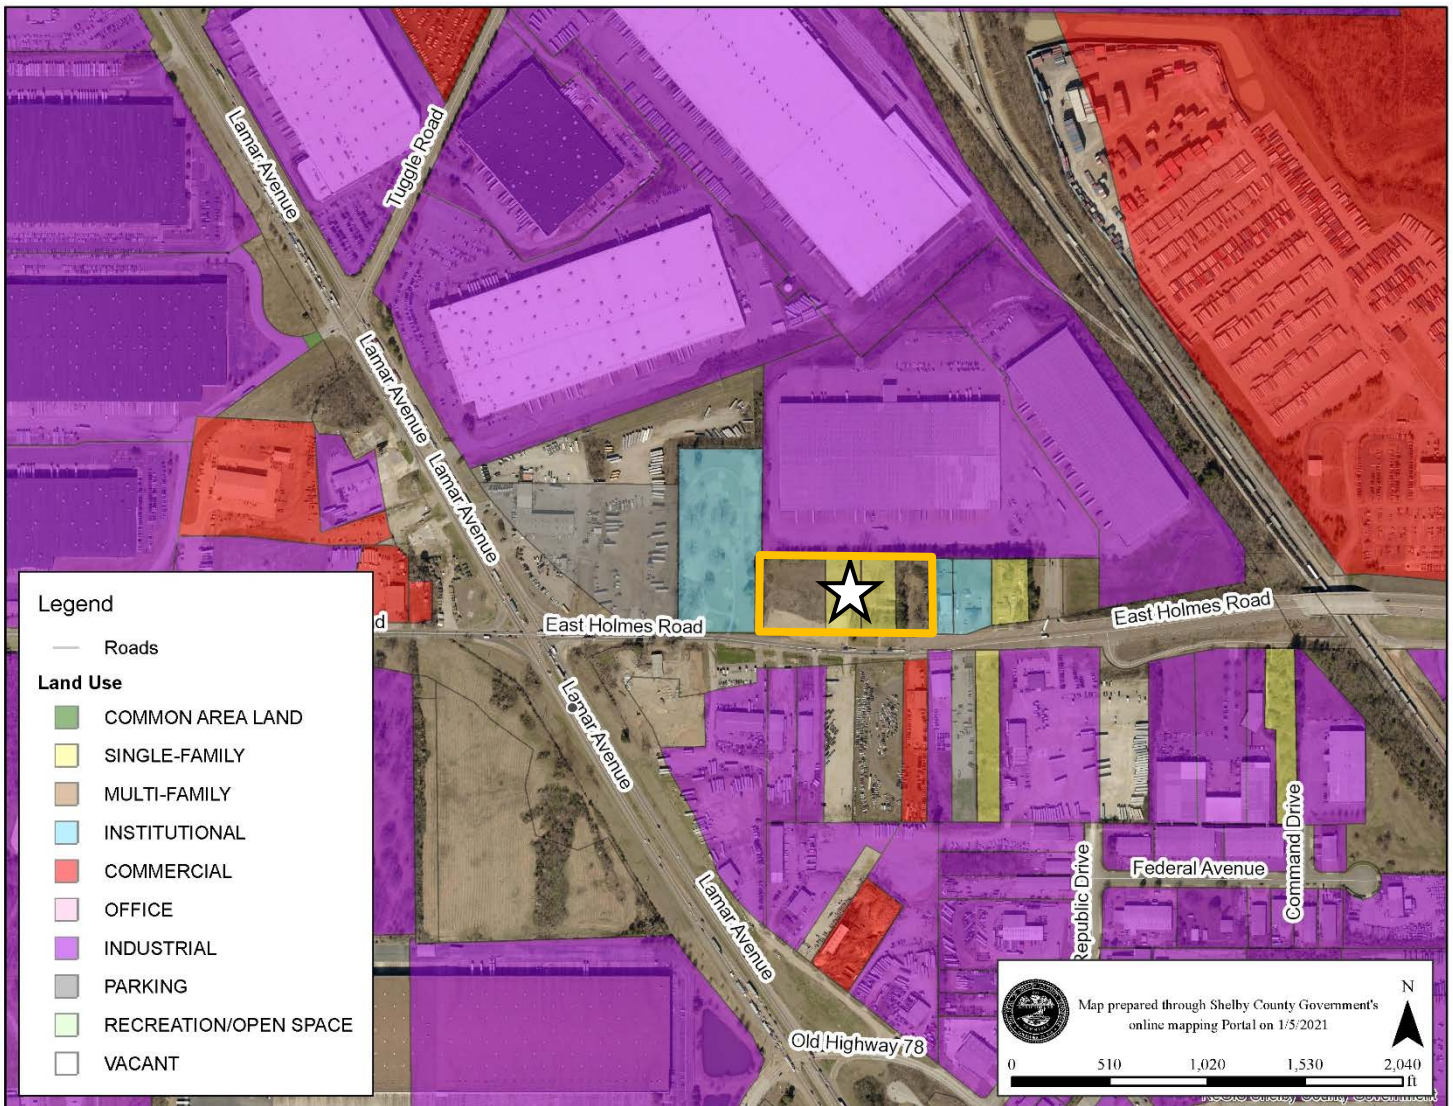 Lamar Avenue
Tuggle Road
Lamar Avenue
Lamar Avenue
East Holmes Road
East Holmes Road
d
Lamar Avenue
Lamar Avenue
Federal Avenue
Republic Drive
Command Drive
Old Highway 78
Legend
Roads
Land Use
COMMON AREA LAND
SINGLE-FAMILY
MULTI-FAMILY
INSTITUTIONAL
COMMERCIAL
OFFICE
INDUSTRIAL
PARKING
RECREATION/OPEN SPACE
VACANT
Map prepared through Shelby County Government's
online mapping Portal on 1/5/2021
N
0 510 1,020 1,530 2,040
ft